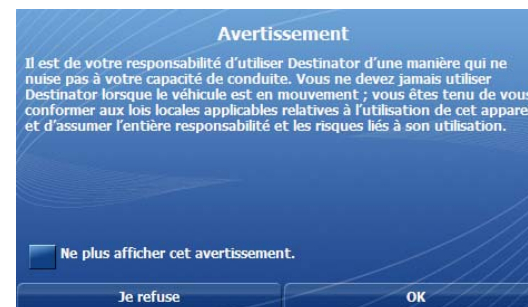 Avertissement
Il est de votre responsabilité d'utiliser Destinator d'une manière qui ne
nuise pas à votre capacité de conduite. Vous ne devez jamais utiliser
Destinator lorsque le véhicule est en mouvement ; vous êtes tenu de vous
conformer aux lois locales applicables relatives à l'utilisation de cet appare
et d'assumer l'entière responsabilité et les risques liés à son utilisation.
Ne plus afficher cet avertissement.
Je refuse OK